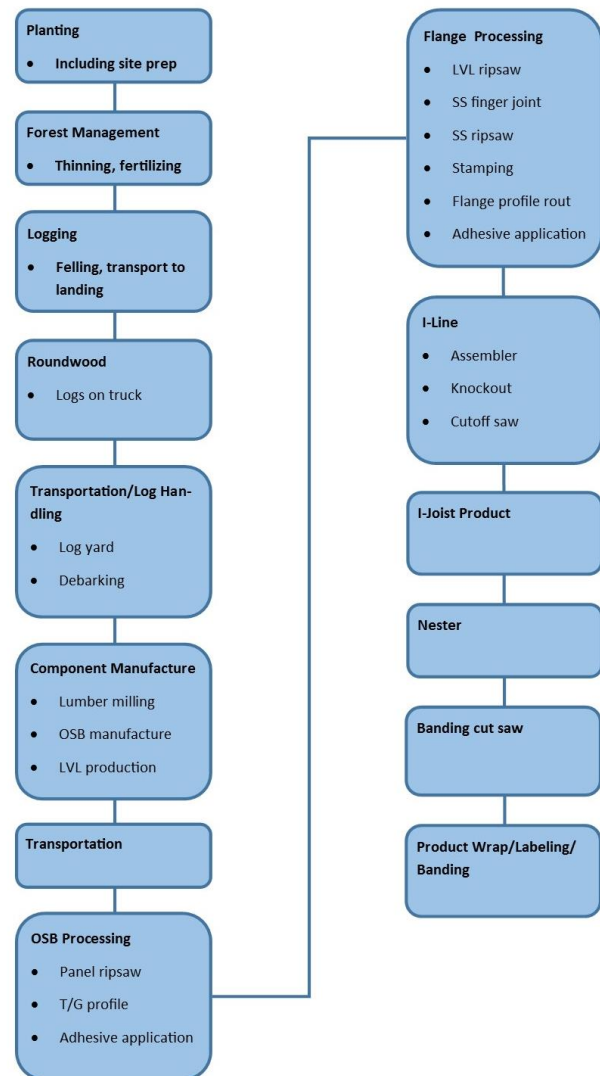 Planting
• Including site prep
Forest Management
• Thinning, fertilizing
Logging
• Felling, transport to
landing
Roundwood
• Logs on truck
Transportation/Log Han-
dling
• Log yard
• Debarking
Component Manufacture
• Lumber milling
• OSB manufacture
• LVL production
Transportation
OSB Processing
• Panel ripsaw
• T/G profile
• Adhesive application
Flange Processing
• LVL ripsaw
• SS finger joint
• SS ripsaw
• Stamping
• Flange profile rout
• Adhesive application
I-Line
• Assembler
• Knockout
• Cutoff saw
I-Joist Product
Nester
Banding cut saw
Product Wrap/Labeling/
Banding